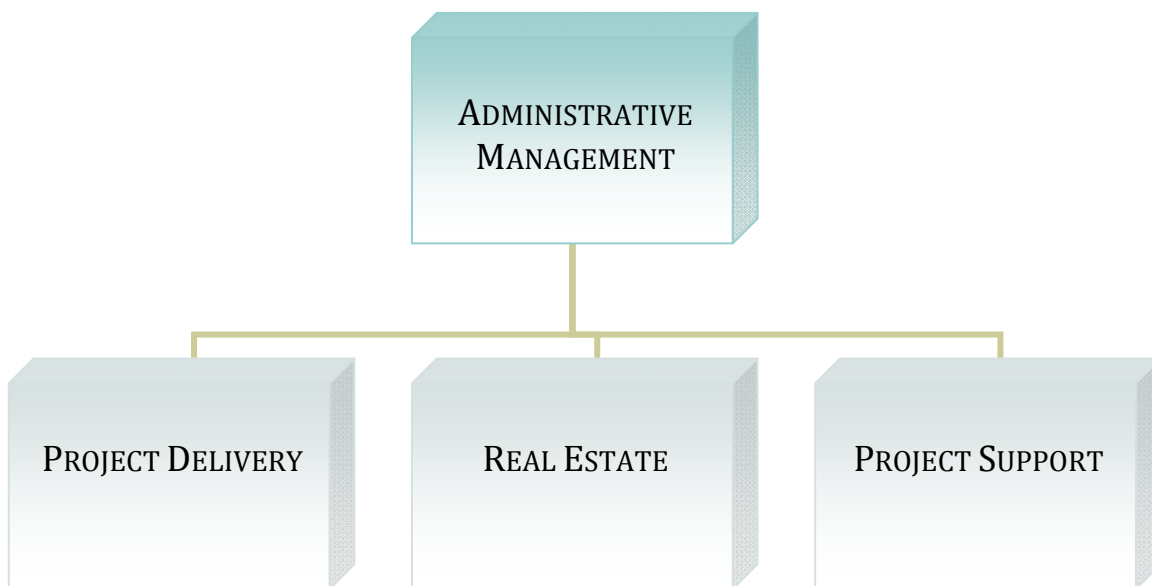 ADMINISTRATIVE
MANAGEMENT
PROJECT DELIVERY
REAL ESTATE
PROJECT SUPPORT